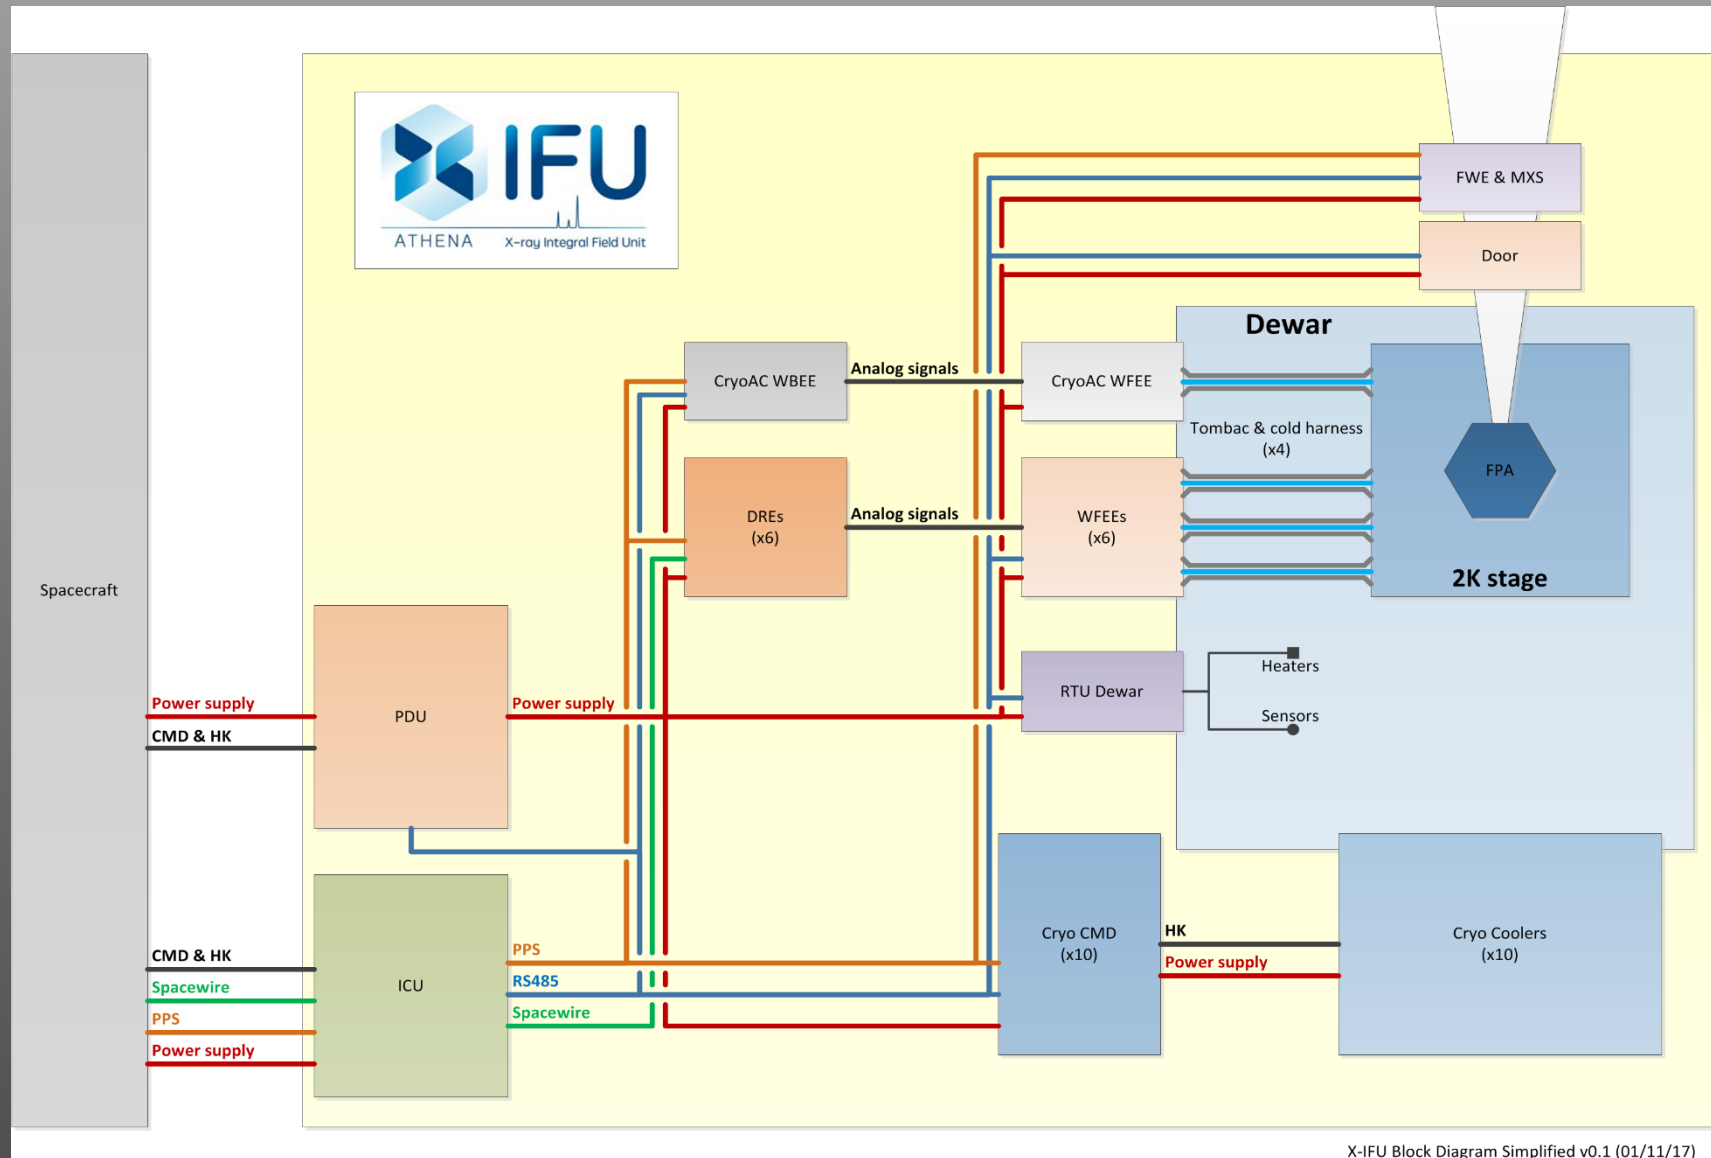 IFU
ATHENA
X-ray Integral Field Unit
FWE & MXS
Door
Dewar
CryoAC WBEE
Analog signals
CryoAC WFEE
Tombac & cold harness
(x4)
FPA
DREs
(x6)
Analog signals
WFEEs
(x6)
2K stage
Spacecraft
Power supply
CMD & HK
PDU
Power supply
RTU Dewar
Heaters
Sensors
CMD & HK
Spacewire
PPS
Power supply
ICU
PPS
RS485
Spacewire
Cryo CMD
(x10)
HK
Power supply
Cryo Coolers
(x10)
X-IFU Block Diagram Simplified v0.1 (01/11/17)